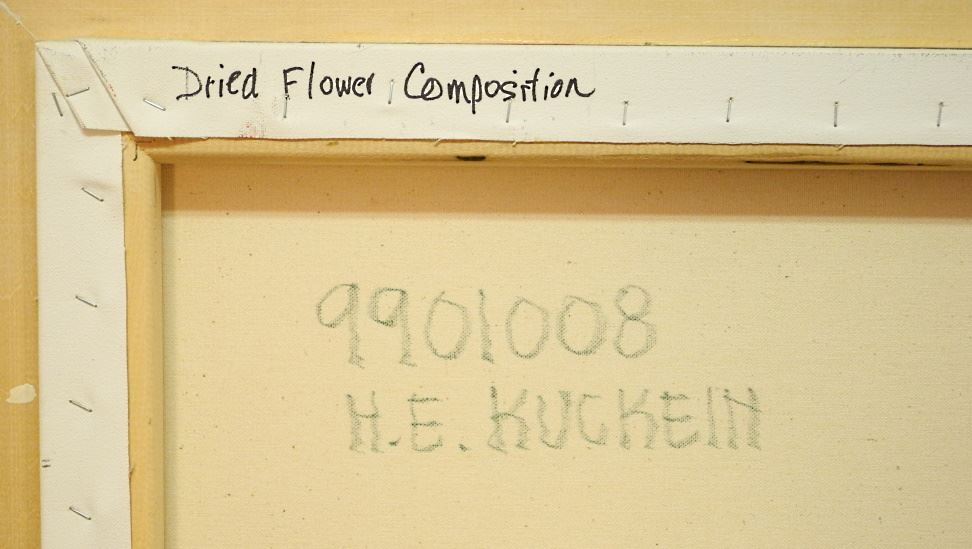 Dried Flower Composition
9901008
H.E. KUCKEIN